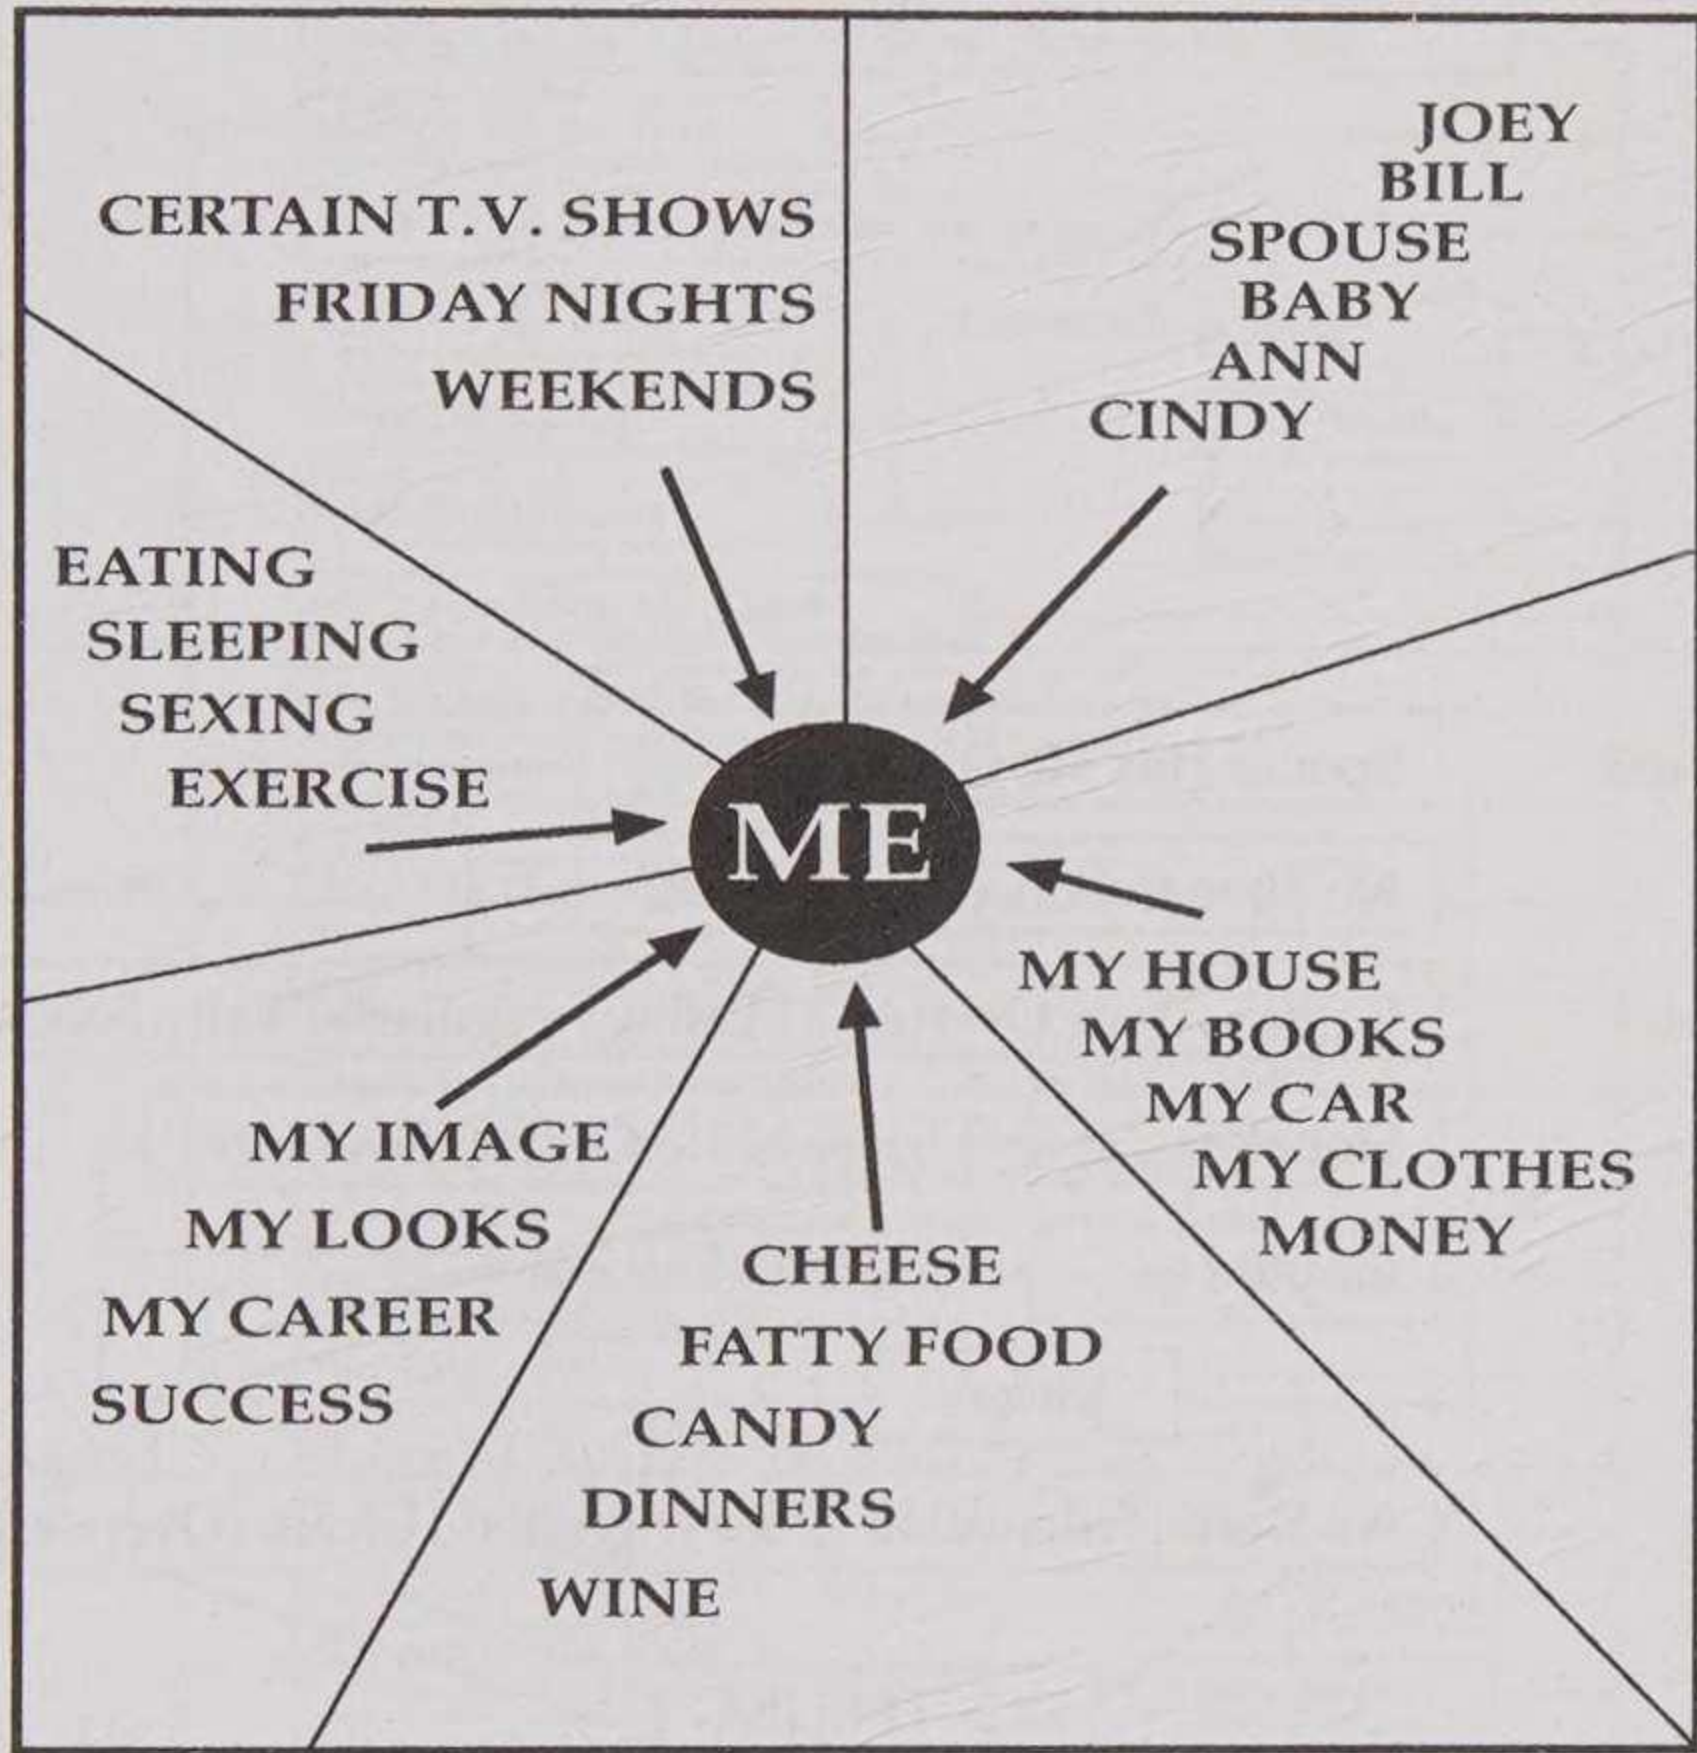 CERTAIN T.V. SHOWS
FRIDAY NIGHTS
WEEKENDS
JOEY
BILL
SPOUSE
BABY
ANN
CINDY
EATING
SLEEPING
SEXING
EXERCISE
ME
MY HOUSE
MY BOOKS
MY CAR
MY CLOTHES
MONEY
MY IMAGE
MY LOOKS
MY CAREER
SUCCESS
CHEESE
FATTY FOOD
CANDY
DINNERS
WINE